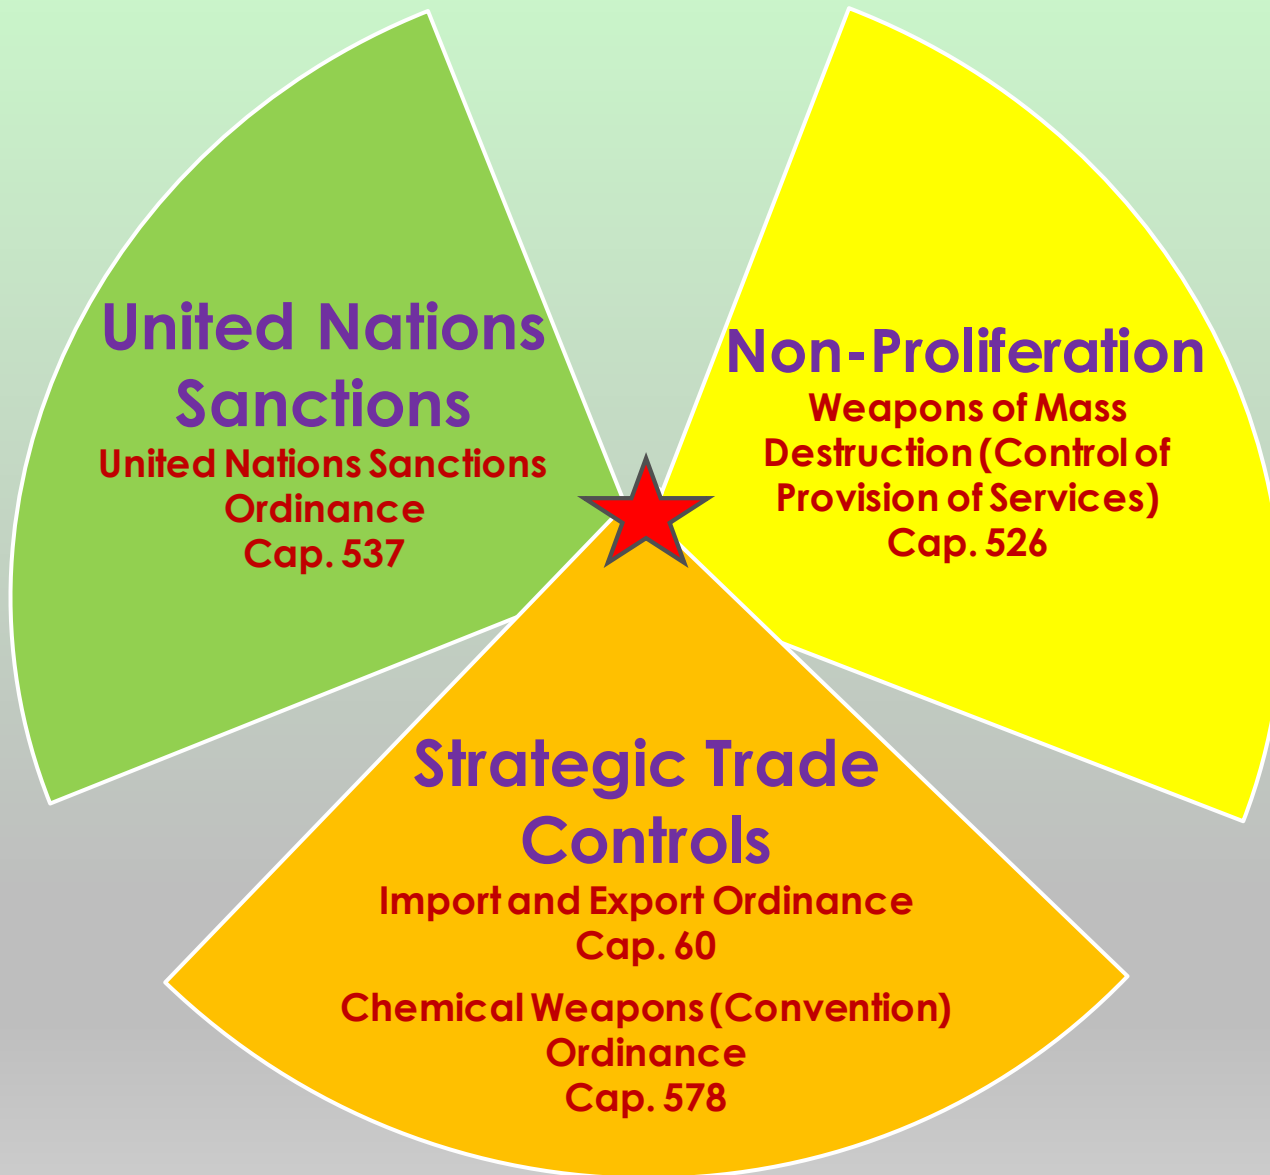 United Nations
Sanctions
United Nations Sanctions
Ordinance
Cap. 537
Non-Proliferation
Weapons of Mass
Destruction (Control of
Provision of Services)
Cap. 526
Strategic Trade
Controls
Import and Export Ordinance
Cap. 60
Chemical Weapons (Convention)
Ordinance
Cap. 578